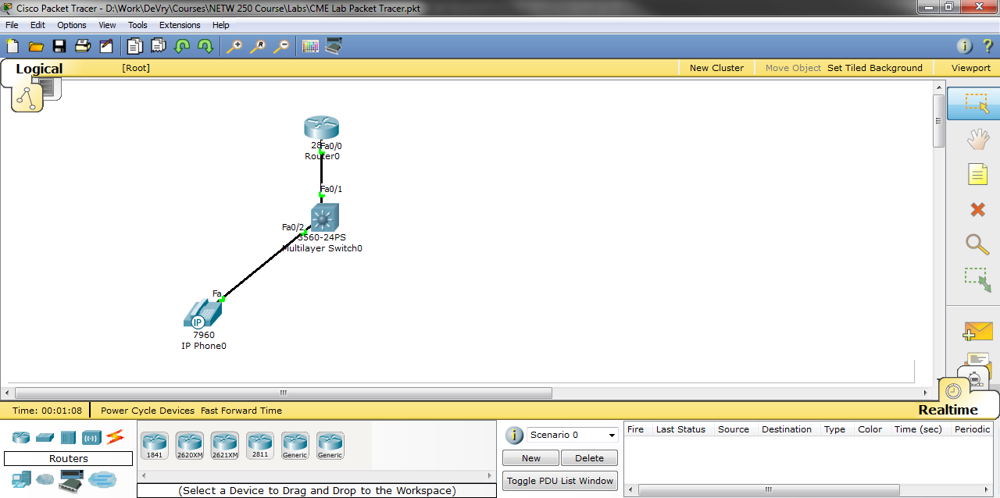 Cisco Packet Tracer - D:\Work\DeVry\Courses\NETW 250 Course\Labs\CME Lab Packet Tracer.pkt
File Edit Options View Tools Extensions Help
Logical [Root] New Cluster Move Object Set Tiled Background Viewport
Fa0/0
Router0
Fa0/1
Fa0/2
3560-24PS
Multilayer Switch0
Fa
IP
7960
IP Phone0
Time: 00:01:08 Power Cycle Devices Fast Forward Time Realtime
Routers
1841 2620XM 2621XM 2811 Generic Generic
(Select a Device to Drag and Drop to the Workspace)
Scenario 0
New Delete
Toggle PDU List Window
Fire Last Status Source Destination Type Color Time (sec) Periodic